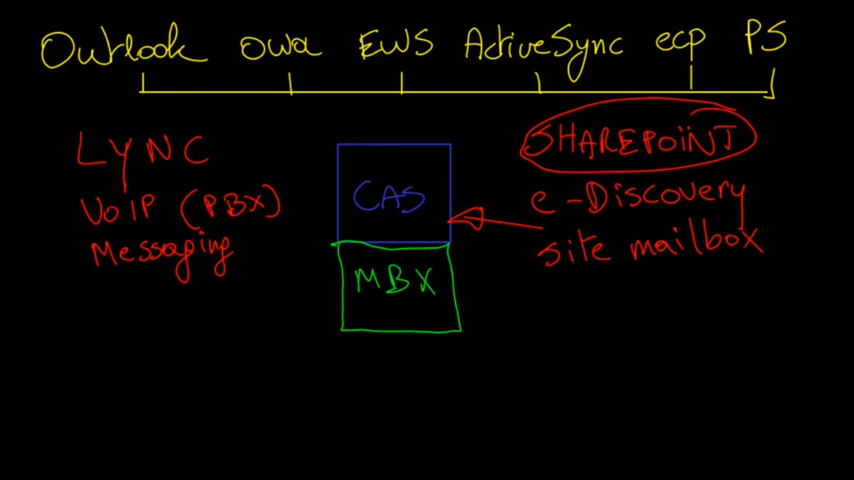 Outlook owa EWS ActiveSync ecp PS
LYNC
VOIP (PBX)
Messaging
CAS
MBX
SHAREPOINT
e-Discovery
site mailbox